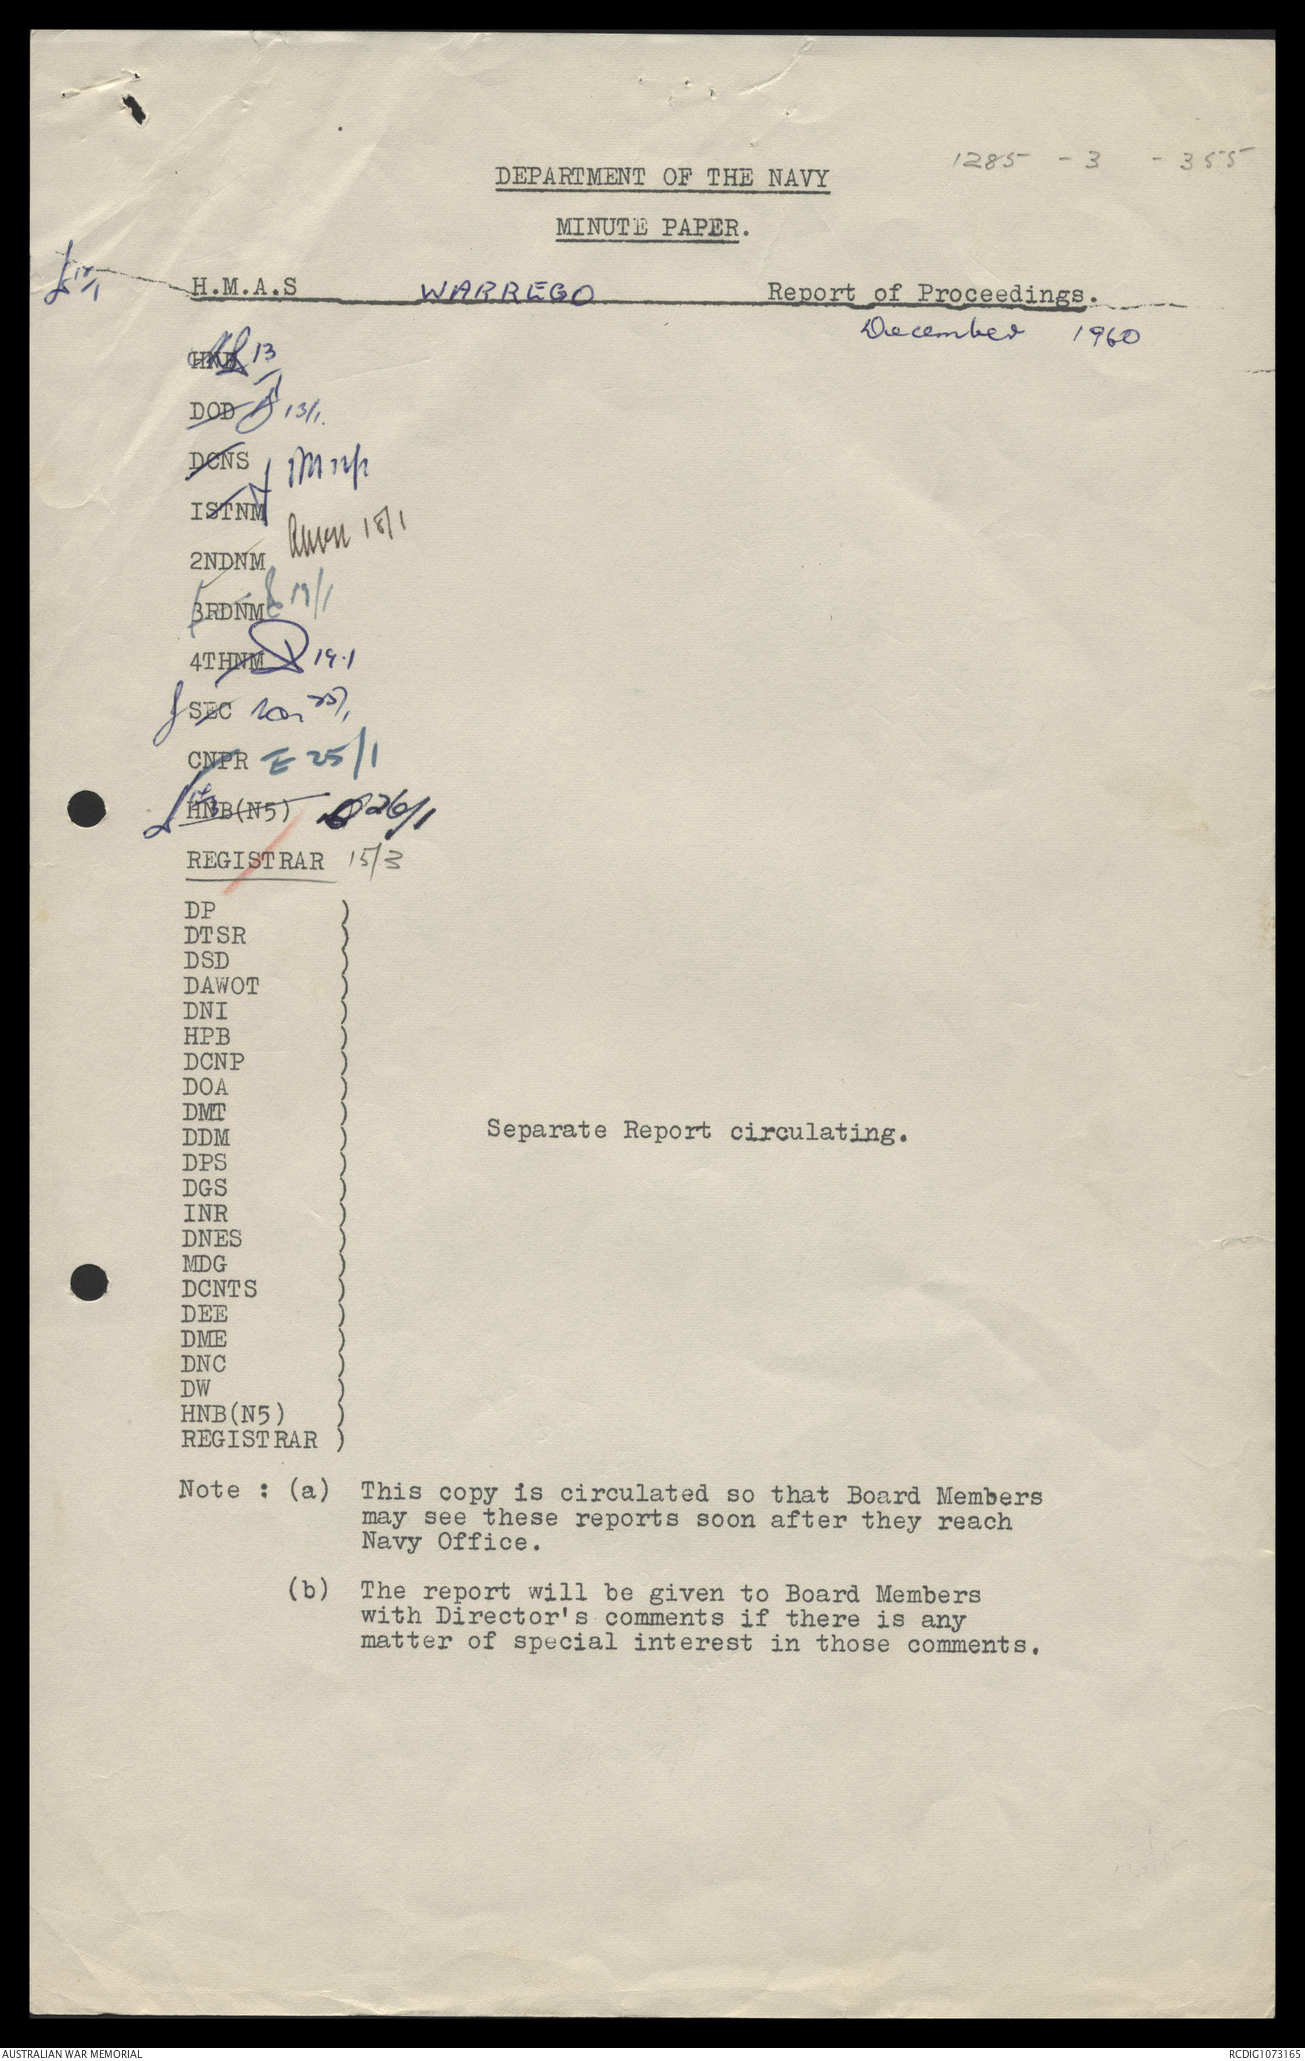 1285 - 3 - 355
DEPARTMENT OF THE NAVY
MINUTE PAPER.
H.M.A.S WARREGO Report of Proceedings.
December 1960
HNB 13
DOD 13/1.
DCNS
1STNM
18/1
2NDNM
3RDNM 19/1
4THNM 19.1
SEC
CNPR E 25/1
HNB(N5) 26/1
REGISTRAR 15/3
DP )
DTSR )
DSD )
DAWOT )
DNI )
HPB )
DCNP )
DOA )
DMT )
DDM ) Separate Report circulating.
DPS )
DGS )
INR )
DNES )
MDG )
DCNTS )
DEE )
DME )
DNC )
DW )
HNB(N5) )
REGISTRAR )
Note : (a) This copy is circulated so that Board Members
may see these reports soon after they reach
Navy Office.
(b) The report will be given to Board Members
with Director's comments if there is any
matter of special interest in those comments.
AUSTRALIAN WAR MEMORIAL
RCDIG1073165